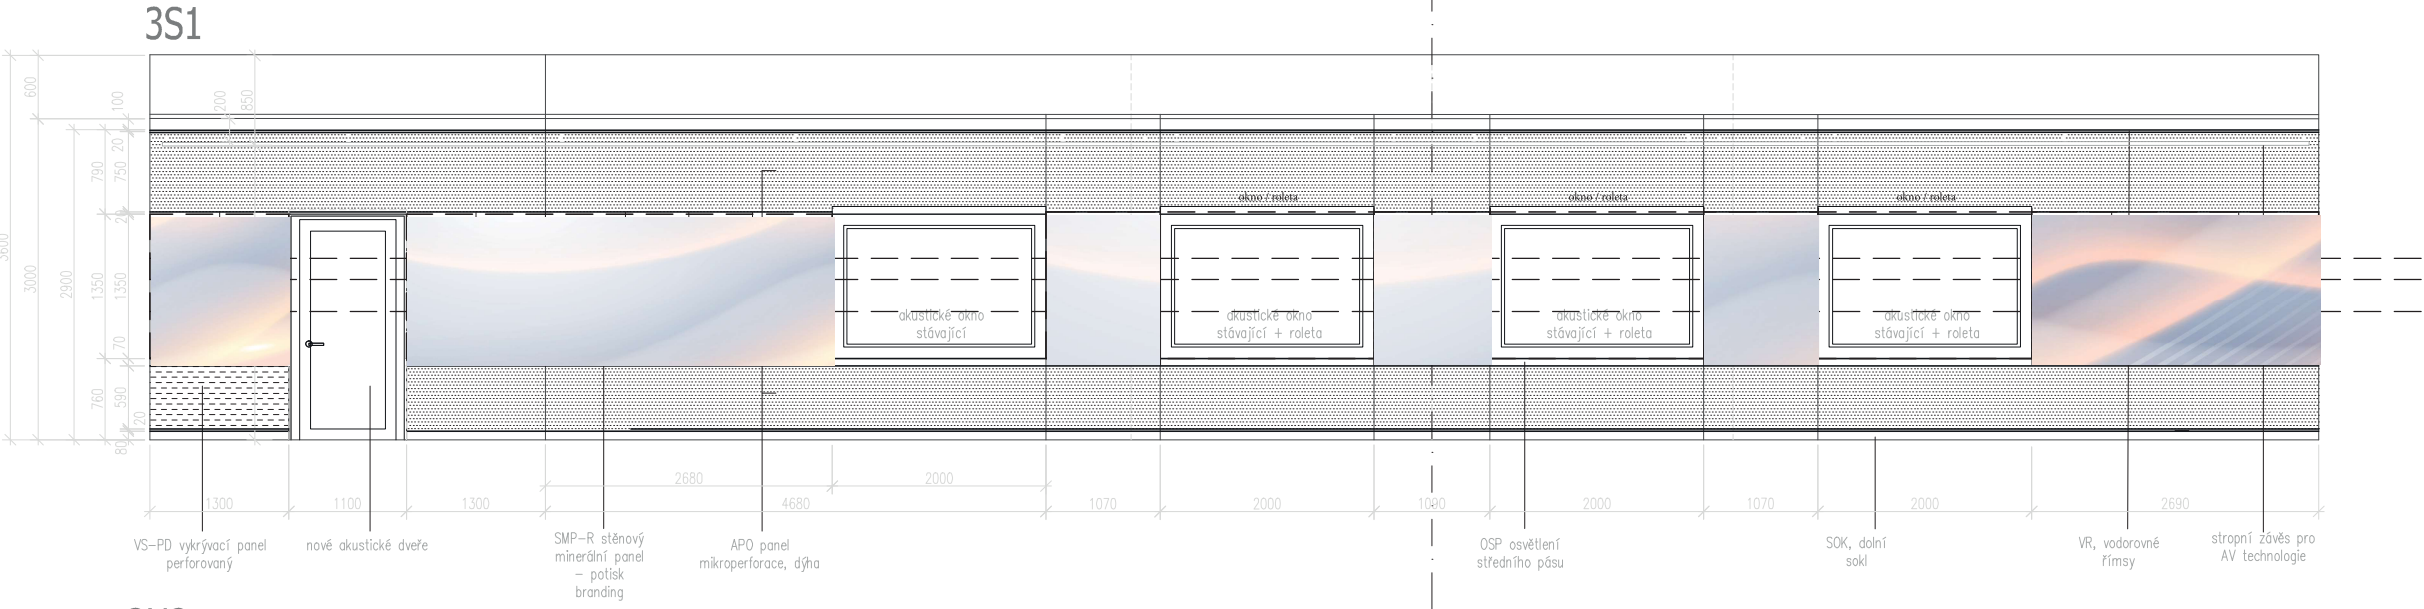 3S1
600
100
200
850
20
790
750
20
okno / roleta
okno / roleta
okno / roleta
3000
2900
1350
1350
akustické okno
stávající
akustické okno
stávající + roleta
akustické okno
stávající + roleta
akustické okno
stávající + roleta
70
760
590
20
80
2680
2000
1300
1100
1300
4680
1070
2000
1090
2000
1070
2000
2690
VS-PD vykrývací panel
perforovaný
nové akustické dveře
SMP-R stěnový
minerální panel
- potisk
branding
APO panel
mikroperforace, dýha
OSP osvětlení
středního pásu
SOK, dolní
sokl
VR, vodorovné
římsy
stropní závěs pro
AV technologie